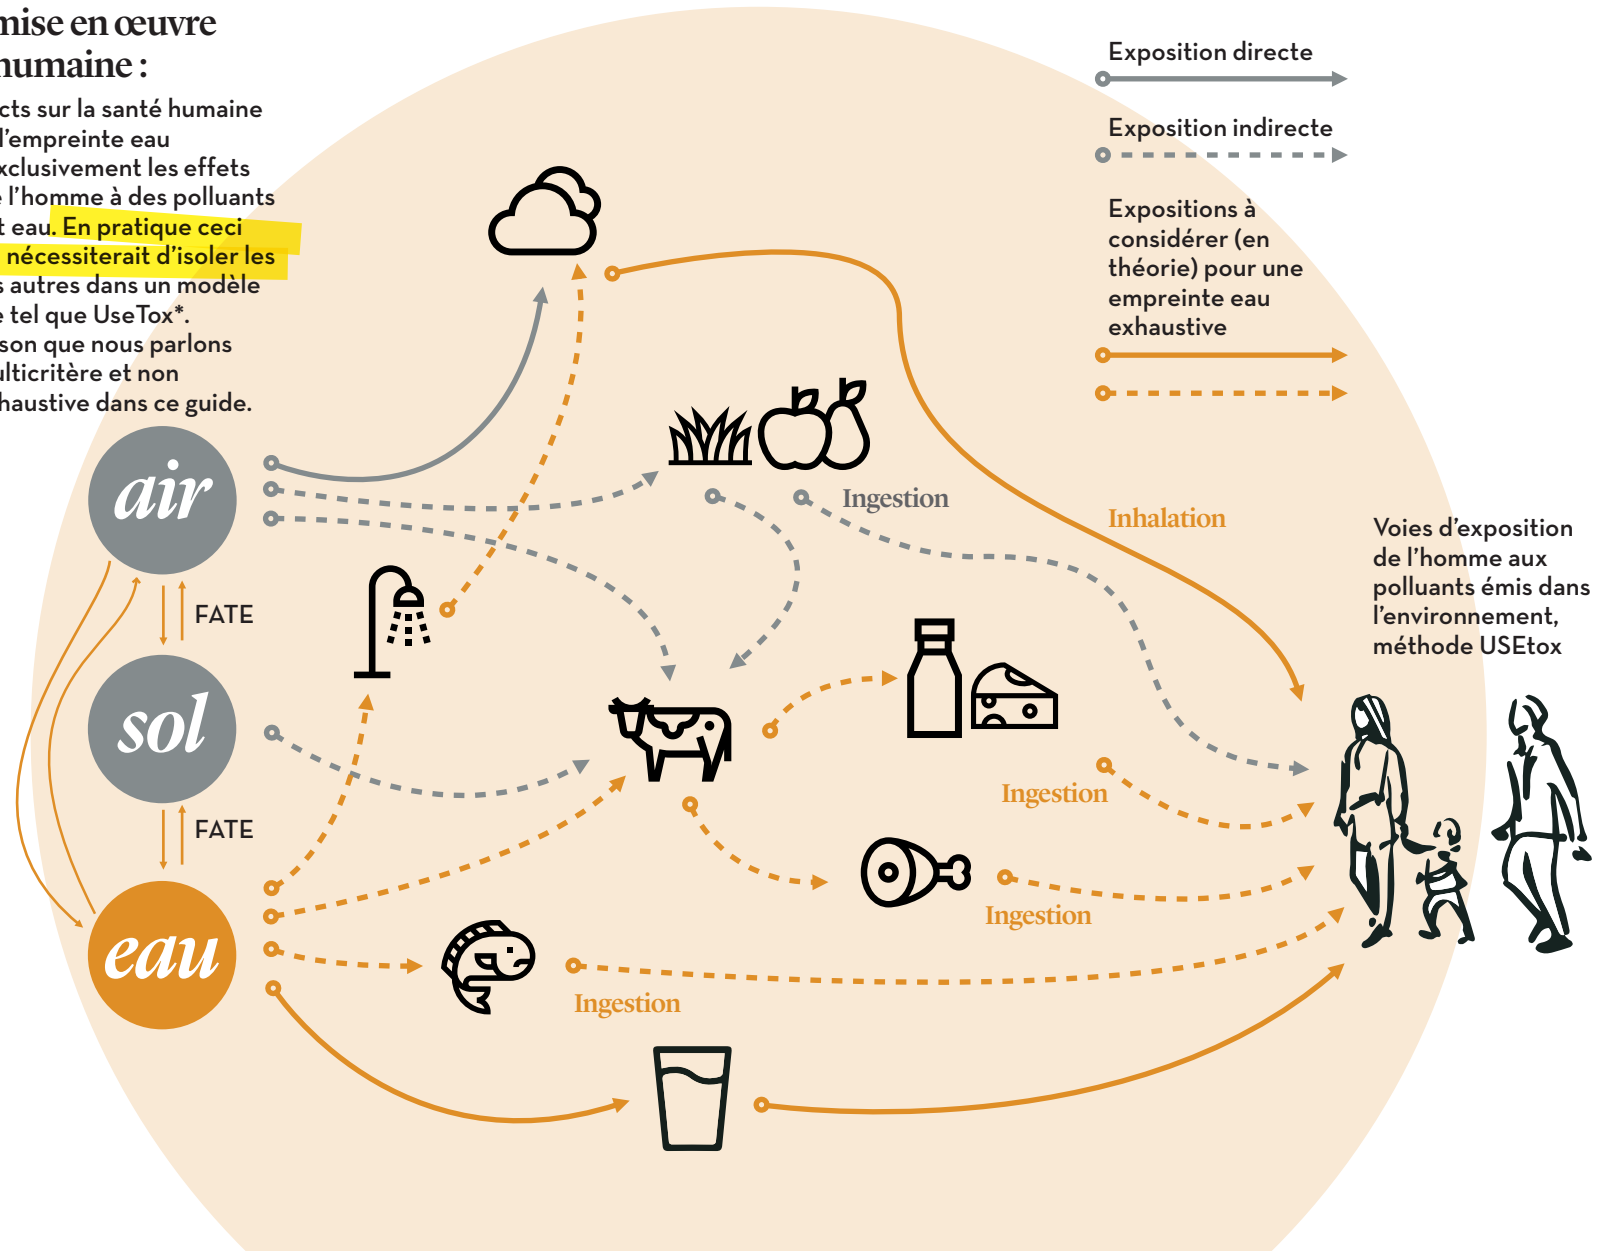 mise en œuvre
humaine :
cts sur la santé humaine
l’empreinte eau
xclusivement les effets
e l’homme à des polluants
t eau. En pratique ceci
nécessiterait d’isoler les
s autres dans un modèle
e tel que UseTox*.
son que nous parlons
ulticritère et non
haustive dans ce guide.
Exposition directe
Exposition indirecte
Expositions à
considérer (en
théorie) pour une
empreinte eau
exhaustive
air
FATE
sol
FATE
eau
Ingestion
Inhalation
Voies d’exposition
de l’homme aux
polluants émis dans
l’environnement,
méthode USEtox
Ingestion
Ingestion
Ingestion